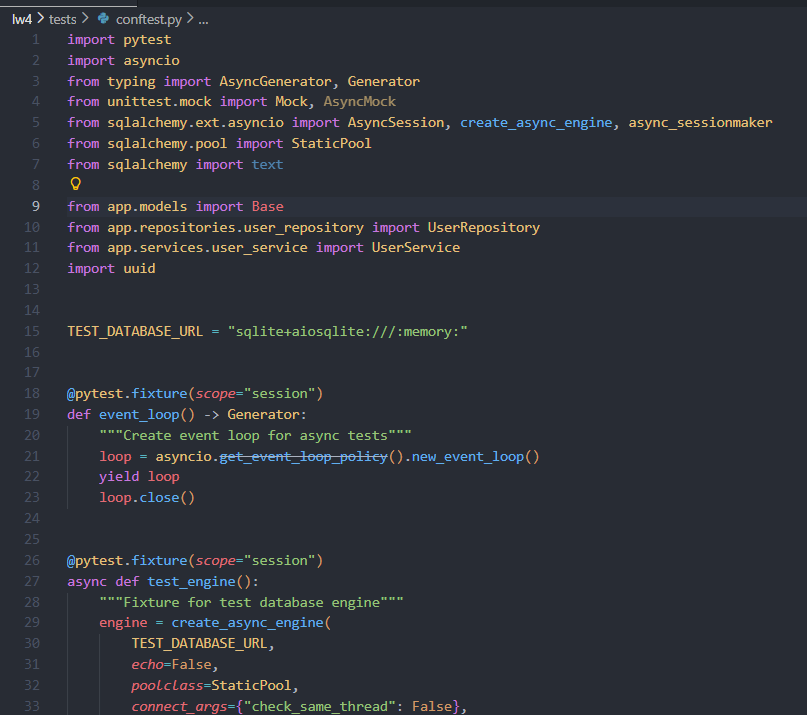 lw4 > tests > conftest.py > ...
1 import pytest
2 import asyncio
3 from typing import AsyncGenerator, Generator
4 from unittest.mock import Mock, AsyncMock
5 from sqlalchemy.ext.asyncio import AsyncSession, create_async_engine, async_sessionmaker
6 from sqlalchemy.pool import StaticPool
7 from sqlalchemy import text
8
9 from app.models import Base
10 from app.repositories.user_repository import UserRepository
11 from app.services.user_service import UserService
12 import uuid
13
14
15 TEST_DATABASE_URL = "sqlite+aiosqlite:///:memory:"
16
17
18 @pytest.fixture(scope="session")
19 def event_loop() -> Generator:
20     """Create event loop for async tests"""
21     loop = asyncio.get_event_loop_policy().new_event_loop()
22     yield loop
23     loop.close()
24
25
26 @pytest.fixture(scope="session")
27 async def test_engine():
28     """Fixture for test database engine"""
29     engine = create_async_engine(
30         TEST_DATABASE_URL,
31         echo=False,
32         poolclass=StaticPool,
33         connect_args={"check_same_thread": False},